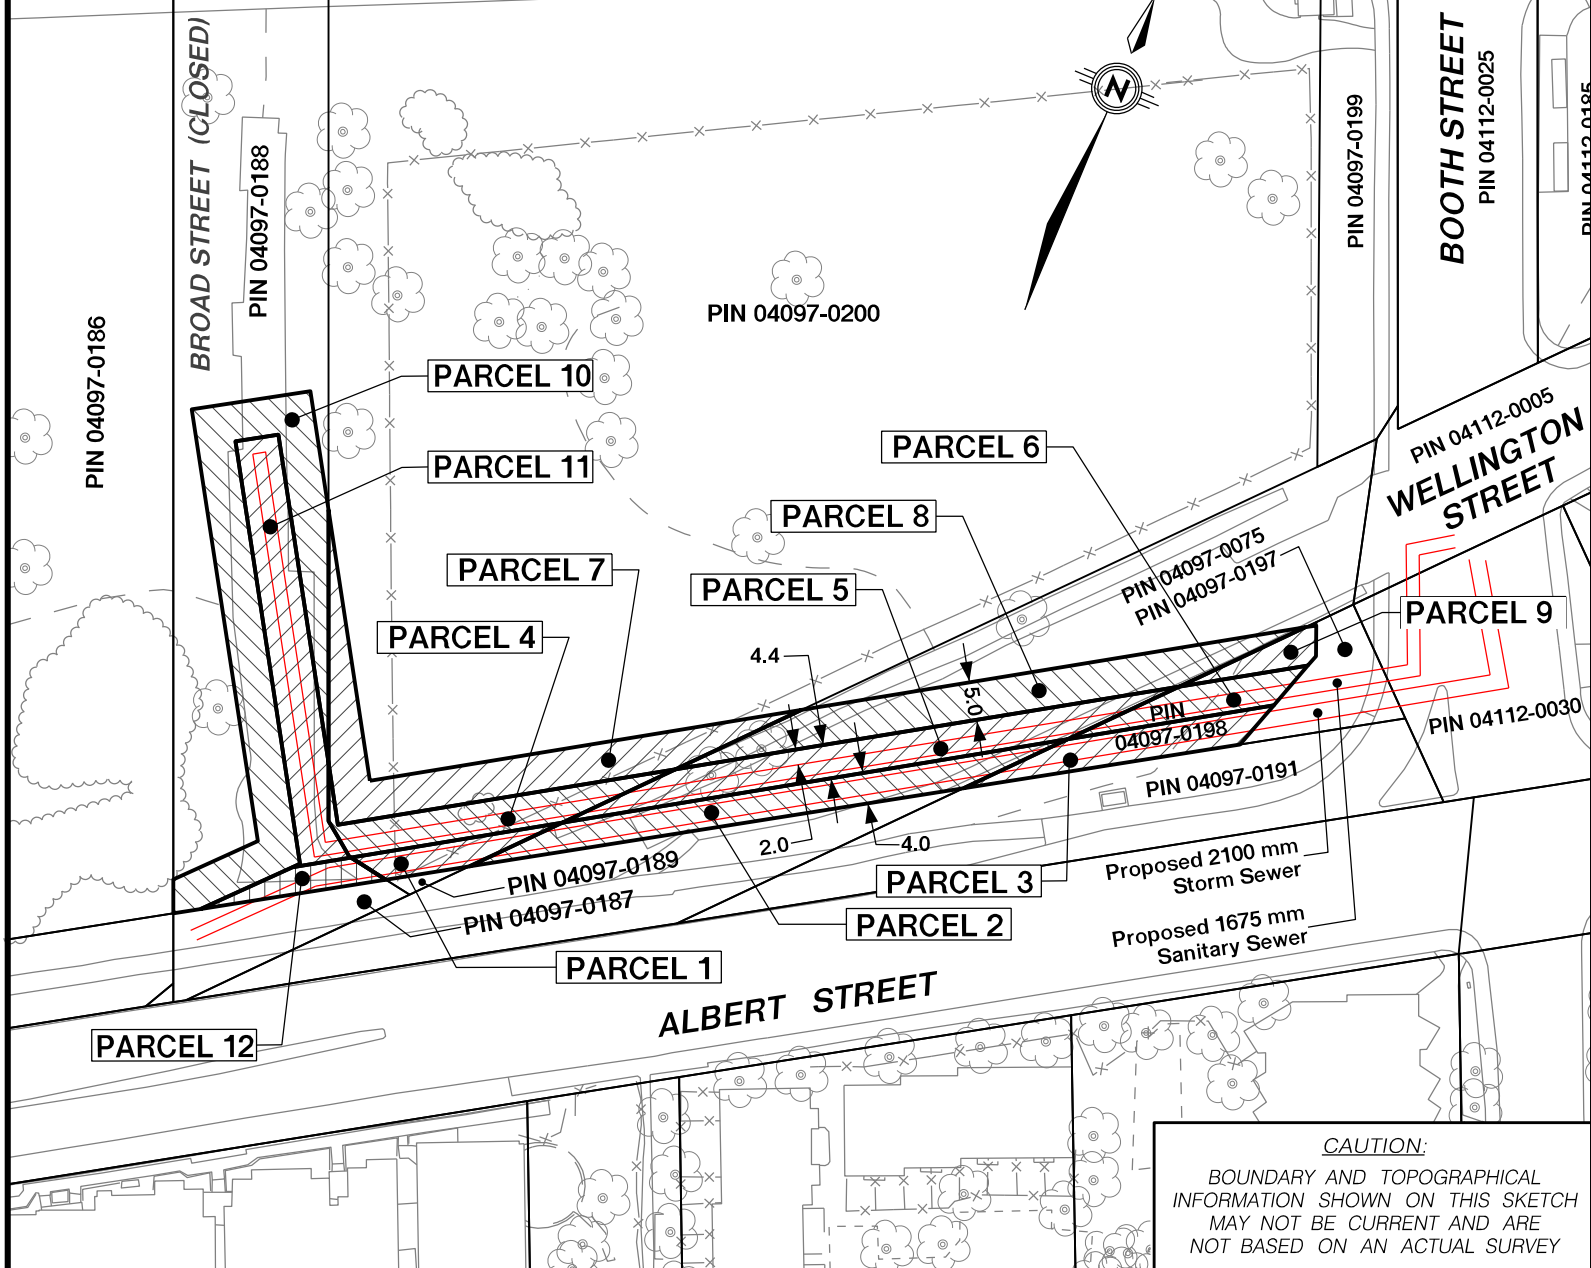 BROAD STREET (CLOSED)
PIN 04097-0188
PIN 04097-0186
N
PIN 04097-0199
BOOTH STREET
PIN 04112-0025
PIN 04112-0185
PIN 04097-0200
PARCEL 10
PARCEL 11
PARCEL 6
PARCEL 8
PARCEL 7
PARCEL 5
PARCEL 4
PIN 04112-0005
WELLINGTON
STREET
PIN 04097-0075
PIN 04097-0197
PARCEL 9
4.4
5.0
PIN
04097-0198
PIN 04112-0030
PIN 04097-0191
2.0
4.0
PIN 04097-0189
PIN 04097-0187
PARCEL 3
PARCEL 2
PARCEL 1
Proposed 2100 mm
Storm Sewer
Proposed 1675 mm
Sanitary Sewer
ALBERT STREET
PARCEL 12
CAUTION:
BOUNDARY AND TOPOGRAPHICAL
INFORMATION SHOWN ON THIS SKETCH
MAY NOT BE CURRENT AND ARE
NOT BASED ON AN ACTUAL SURVEY